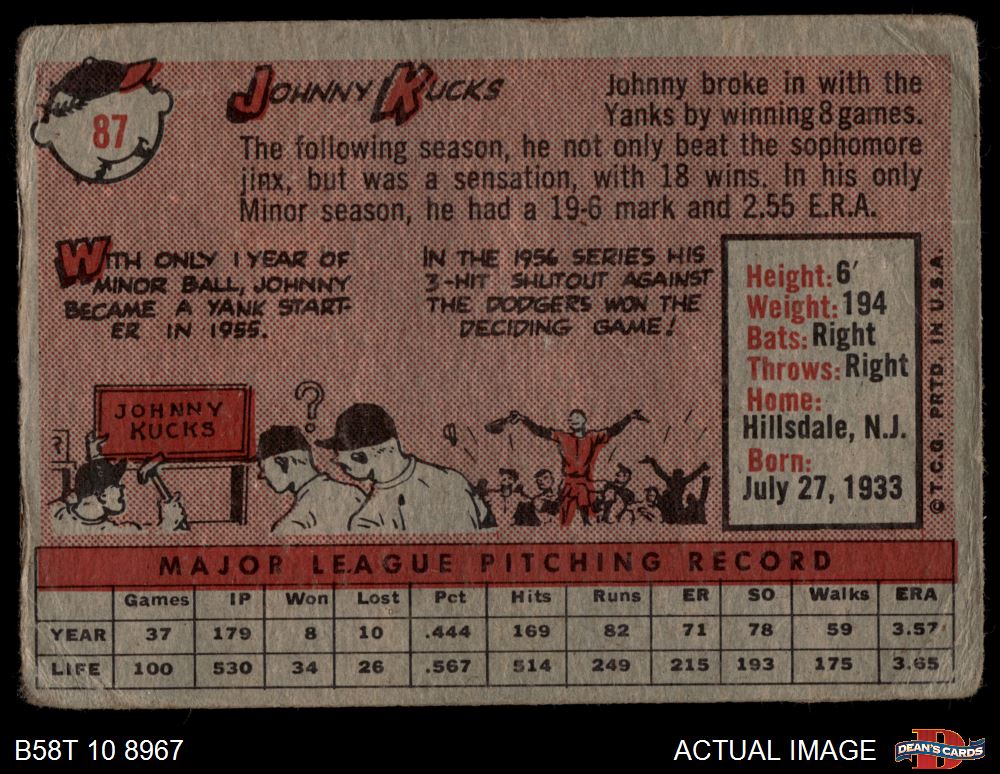 87
JOHNNY KUCKS
Johnny broke in with the
Yanks by winning 8 games.
The following season, he not only beat the sophomore
jinx, but was a sensation, with 18 wins. In his only
Minor season, he had a 19-6 mark and 2.55 E.R.A.
WITH ONLY 1 YEAR OF
MINOR BALL, JOHNNY
BECAME A YANK START-
ER IN 1955.
IN THE 1956 SERIES HIS
3-HIT SHUTOUT AGAINST
THE DODGERS WON THE
DECIDING GAME!
JOHNNY
KUCKS
?
Height: 6'
Weight: 194
Bats: Right
Throws: Right
Home:
Hillsdale, N.J.
Born:
July 27, 1933
© T.C.G. PRTD. IN U.S.A.
MAJOR LEAGUE PITCHING RECORD
Games IP Won Lost Pct Hits Runs ER SO Walks ERA
YEAR 37 179 8 10 .444 169 82 71 78 59 3.57
LIFE 100 530 34 26 .567 514 249 215 193 175 3.65
B58T 10 8967
ACTUAL IMAGE
D
DEAN'S CARDS